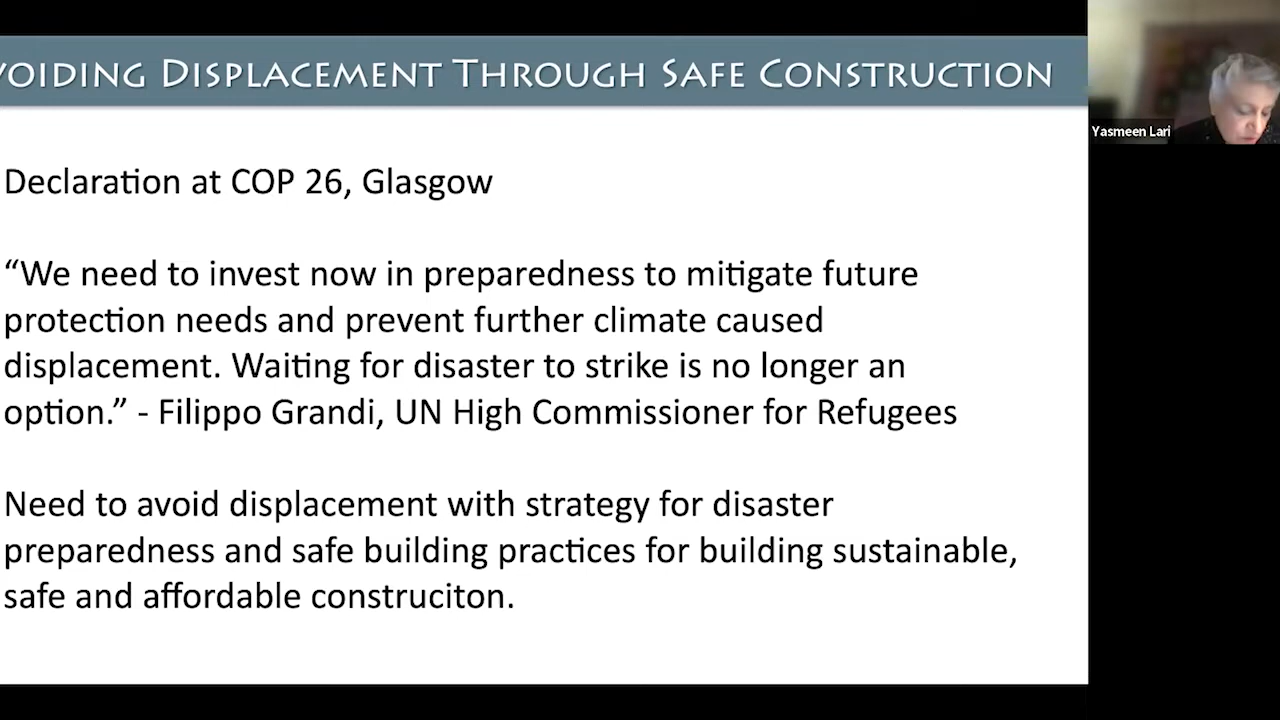 VOIDING DISPLACEMENT THROUGH SAFE CONSTRUCTION
Yasmeen Lari
Declaration at COP 26, Glasgow
“We need to invest now in preparedness to mitigate future
protection needs and prevent further climate caused
displacement. Waiting for disaster to strike is no longer an
option.” - Filippo Grandi, UN High Commissioner for Refugees
Need to avoid displacement with strategy for disaster
preparedness and safe building practices for building sustainable,
safe and affordable construciton.